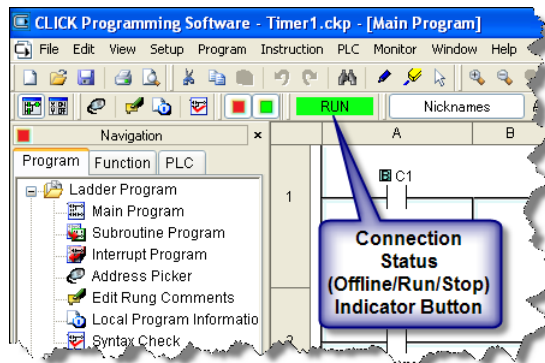 CLICK Programming Software - Timer1.ckp - [Main Program]
File Edit View Setup Program Instruction PLC Monitor Window Help
RUN Nicknames
Navigation × A B
Program Function PLC
Ladder Program
Main Program
Subroutine Program
Interrupt Program
Address Picker
Edit Rung Comments
Local Program Informatio
Syntax Check
1
C1
Connection
Status
(Offline/Run/Stop)
Indicator Button
2